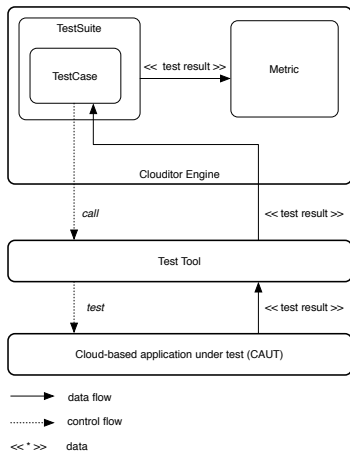 TestSuite
TestCase
<< test result >>
Metric
Clouditor Engine
call
<< test result >>
Test Tool
test
<< test result >>
Cloud-based application under test (CAUT)
data flow
control flow
<< * >> data